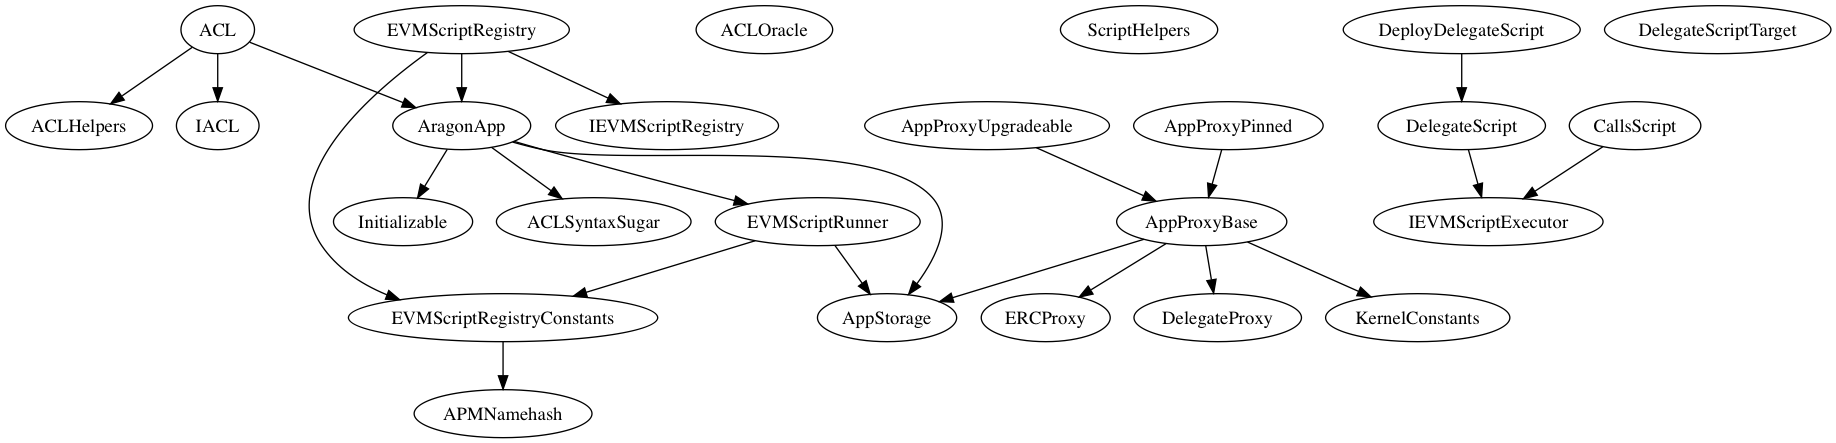 ACL
EVMScriptRegistry
ACLOracle
ScriptHelpers
DeployDelegateScript
DelegateScriptTarget
ACLHelpers
IACL
AragonApp
IEVMScriptRegistry
AppProxyUpgradeable
AppProxyPinned
DelegateScript
CallsScript
Initializable
ACLSyntaxSugar
EVMScriptRunner
AppProxyBase
IEVMScriptExecutor
EVMScriptRegistryConstants
AppStorage
ERCProxy
DelegateProxy
KernelConstants
APMNamehash